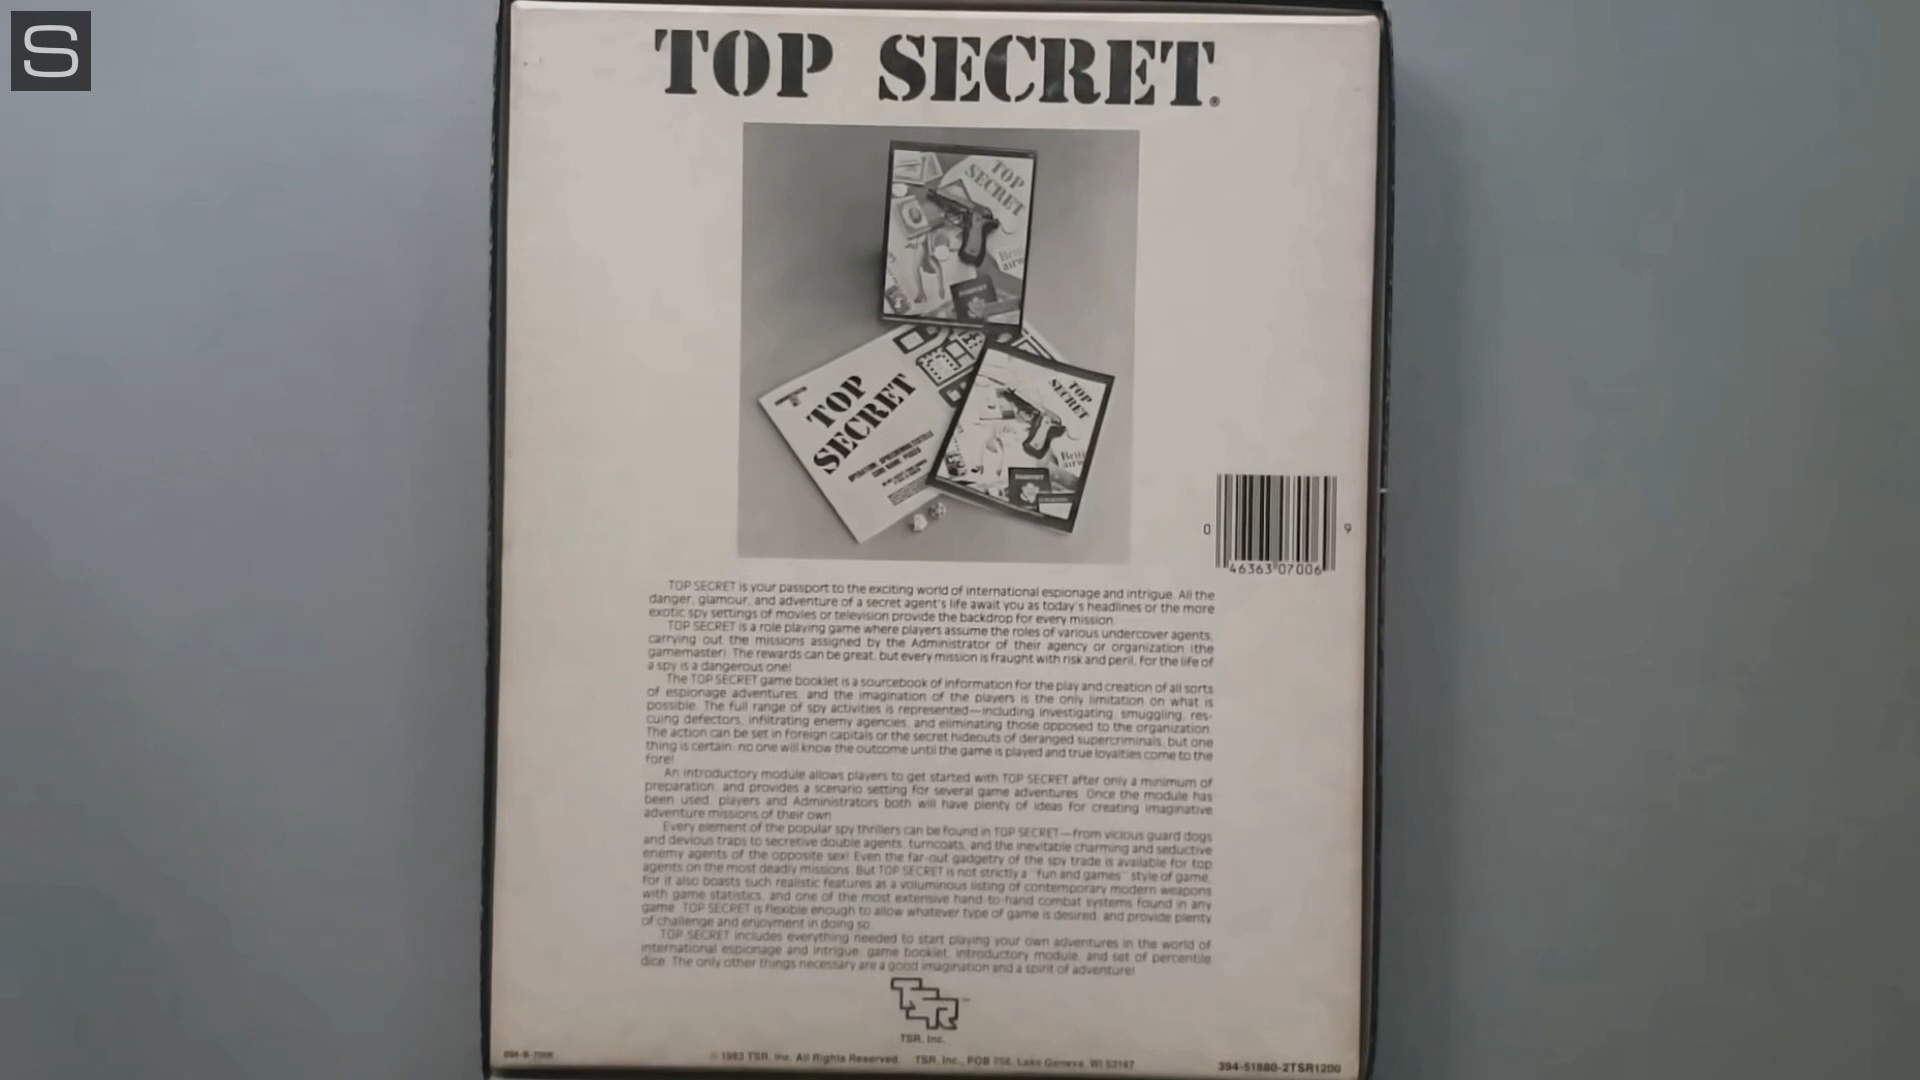 S
TOP SECRET®
TOP
SECRET
Briti
airw
PASSPORT
TOP
SECRET
OPERATION: SPRECHENHALTESTELLE
TOP
SECRET
Briti
airw
PASSPORT
0 46363 07006 9
TOP SECRET is your passport to the exciting world of international espionage and intrigue. All the
danger, glamour, and adventure of a secret agent's life await you as today's headlines or the more
exotic spy settings of movies or television provide the backdrop for every mission.
TOP SECRET is a role playing game where players assume the roles of various undercover agents,
carrying out the missions assigned by the Administrator of their agency or organization (the
gamemaster). The rewards can be great, but every mission is fraught with risk and peril, for the life of
a spy is a dangerous one!
The TOP SECRET game booklet is a sourcebook of information for the play and creation of all sorts
of espionage adventures, and the imagination of the players is the only limitation on what is
possible. The full range of spy activities is represented—including investigating, smuggling, res-
cuing defectors, infiltrating enemy agencies, and eliminating those opposed to the organization.
The action can be set in foreign capitals or the secret hideouts of deranged supercriminals, but one
thing is certain: no one will know the outcome until the game is played and true loyalties come to the
fore!
An introductory module allows players to get started with TOP SECRET after only a minimum of
preparation, and provides a scenario setting for several game adventures. Once the module has
been used, players and Administrators both will have plenty of ideas for creating imaginative
adventure missions of their own.
Every element of the popular spy thrillers can be found in TOP SECRET—from vicious guard dogs
and devious traps to secretive double agents, turncoats, and the inevitable charming and seductive
enemy agents of the opposite sex! Even the far-out gadgetry of the spy trade is available for top
agents on the most deadly missions. But TOP SECRET is not strictly a "fun and games" style of game,
for it also boasts such realistic features as a voluminous listing of contemporary modern weapons
with game statistics, and one of the most extensive hand-to-hand combat systems found in any
game. TOP SECRET is flexible enough to allow whatever type of game is desired, and provide plenty
of challenge and enjoyment in doing so.
TOP SECRET includes everything needed to start playing your own adventures in the world of
international espionage and intrigue: game booklet, introductory module, and set of percentile
dice. The only other things necessary are a good imagination and a spirit of adventure!
TSR™
TSR, Inc.
© 1983 TSR, Inc. All Rights Reserved. TSR, Inc., POB 756, Lake Geneva, WI 53147
394-51880-2TSR1200